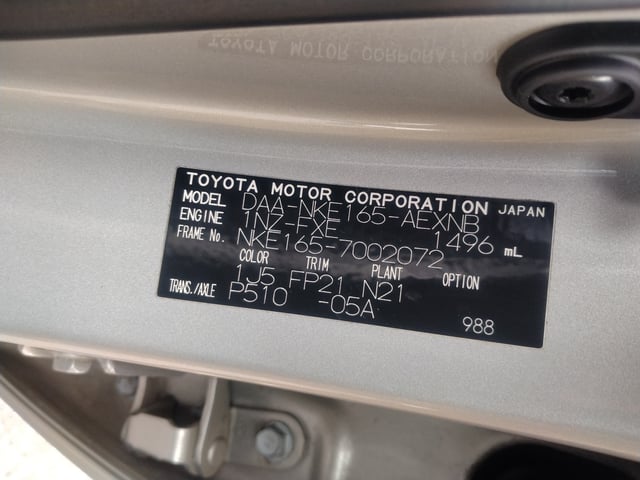 TOYOTA MOTOR CORPORATION
TOYOTA MOTOR CORPORATION JAPAN
MODEL DAA-NKE165-AEXNB
ENGINE 1NZ-FXE 1496 mL
FRAME No. NKE165-7002072
COLOR TRIM PLANT OPTION
1J5 FP21 N21
TRANS./AXLE P510 -05A
988